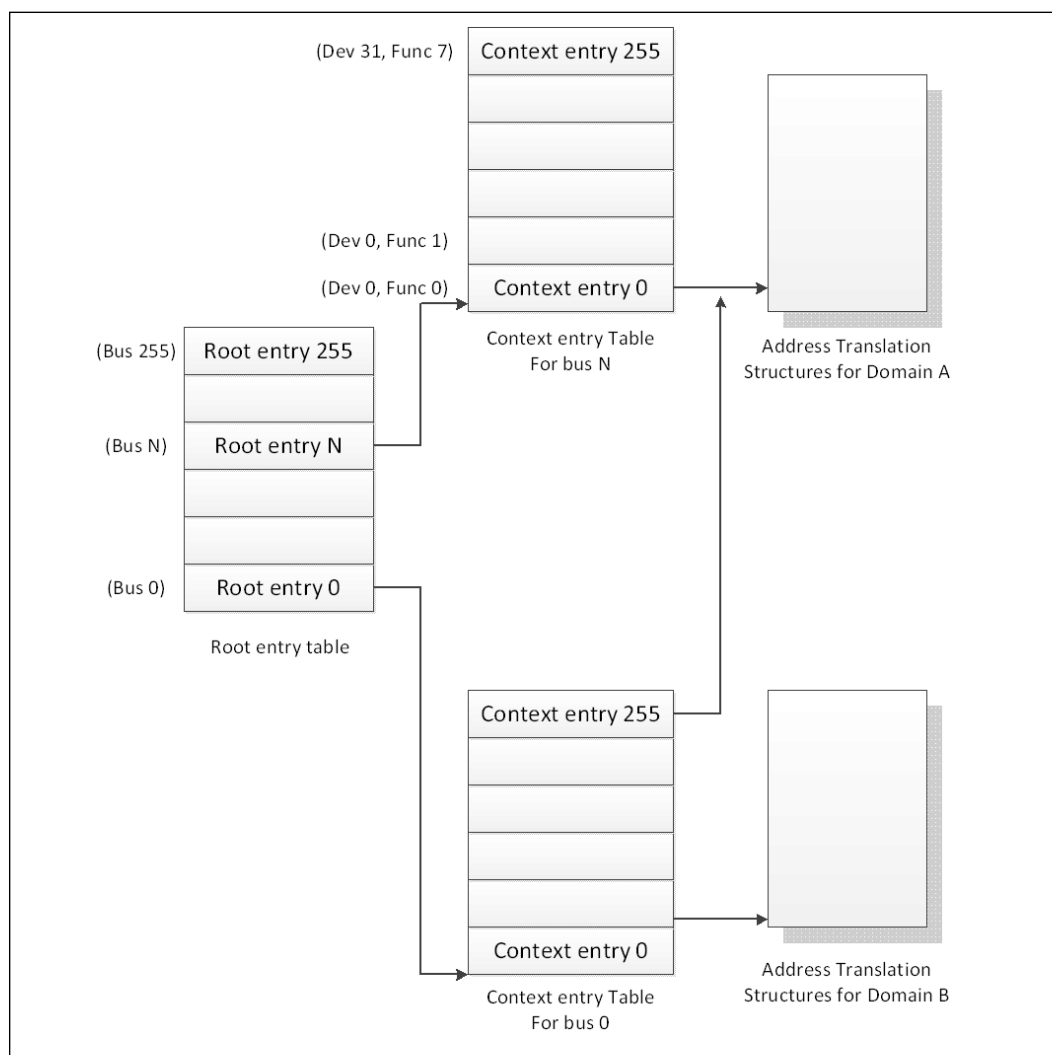 (Dev 31, Func 7)
Context entry 255
(Dev 0, Func 1)
(Dev 0, Func 0)
Context entry 0
Context entry Table
For bus N
Address Translation
Structures for Domain A
(Bus 255)
Root entry 255
(Bus N)
Root entry N
(Bus 0)
Root entry 0
Root entry table
Context entry 255
Context entry 0
Context entry Table
For bus 0
Address Translation
Structures for Domain B